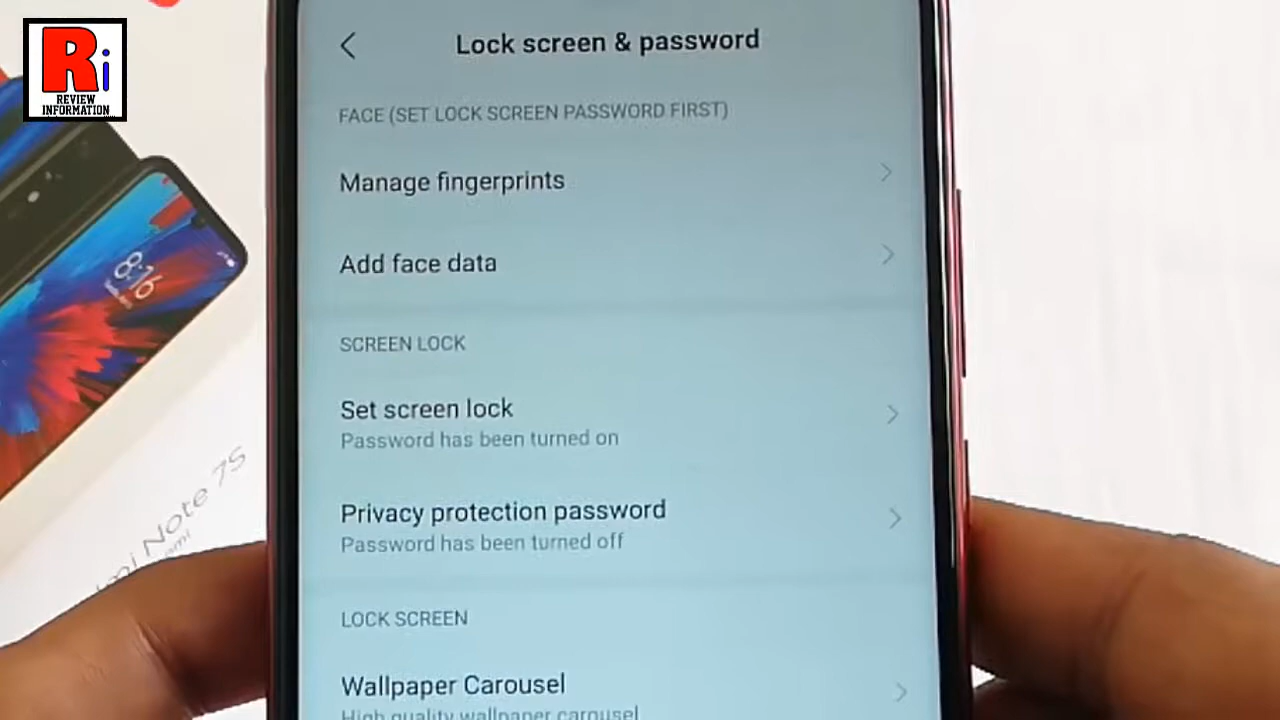 Ri
REVIEW
INFORMATION
Lock screen & password
FACE (SET LOCK SCREEN PASSWORD FIRST)
Manage fingerprints
Add face data
8:16
SCREEN LOCK
Set screen lock
Password has been turned on
Privacy protection password
Password has been turned off
Note 7S
LOCK SCREEN
Wallpaper Carousel
High quality wallpaper carousel